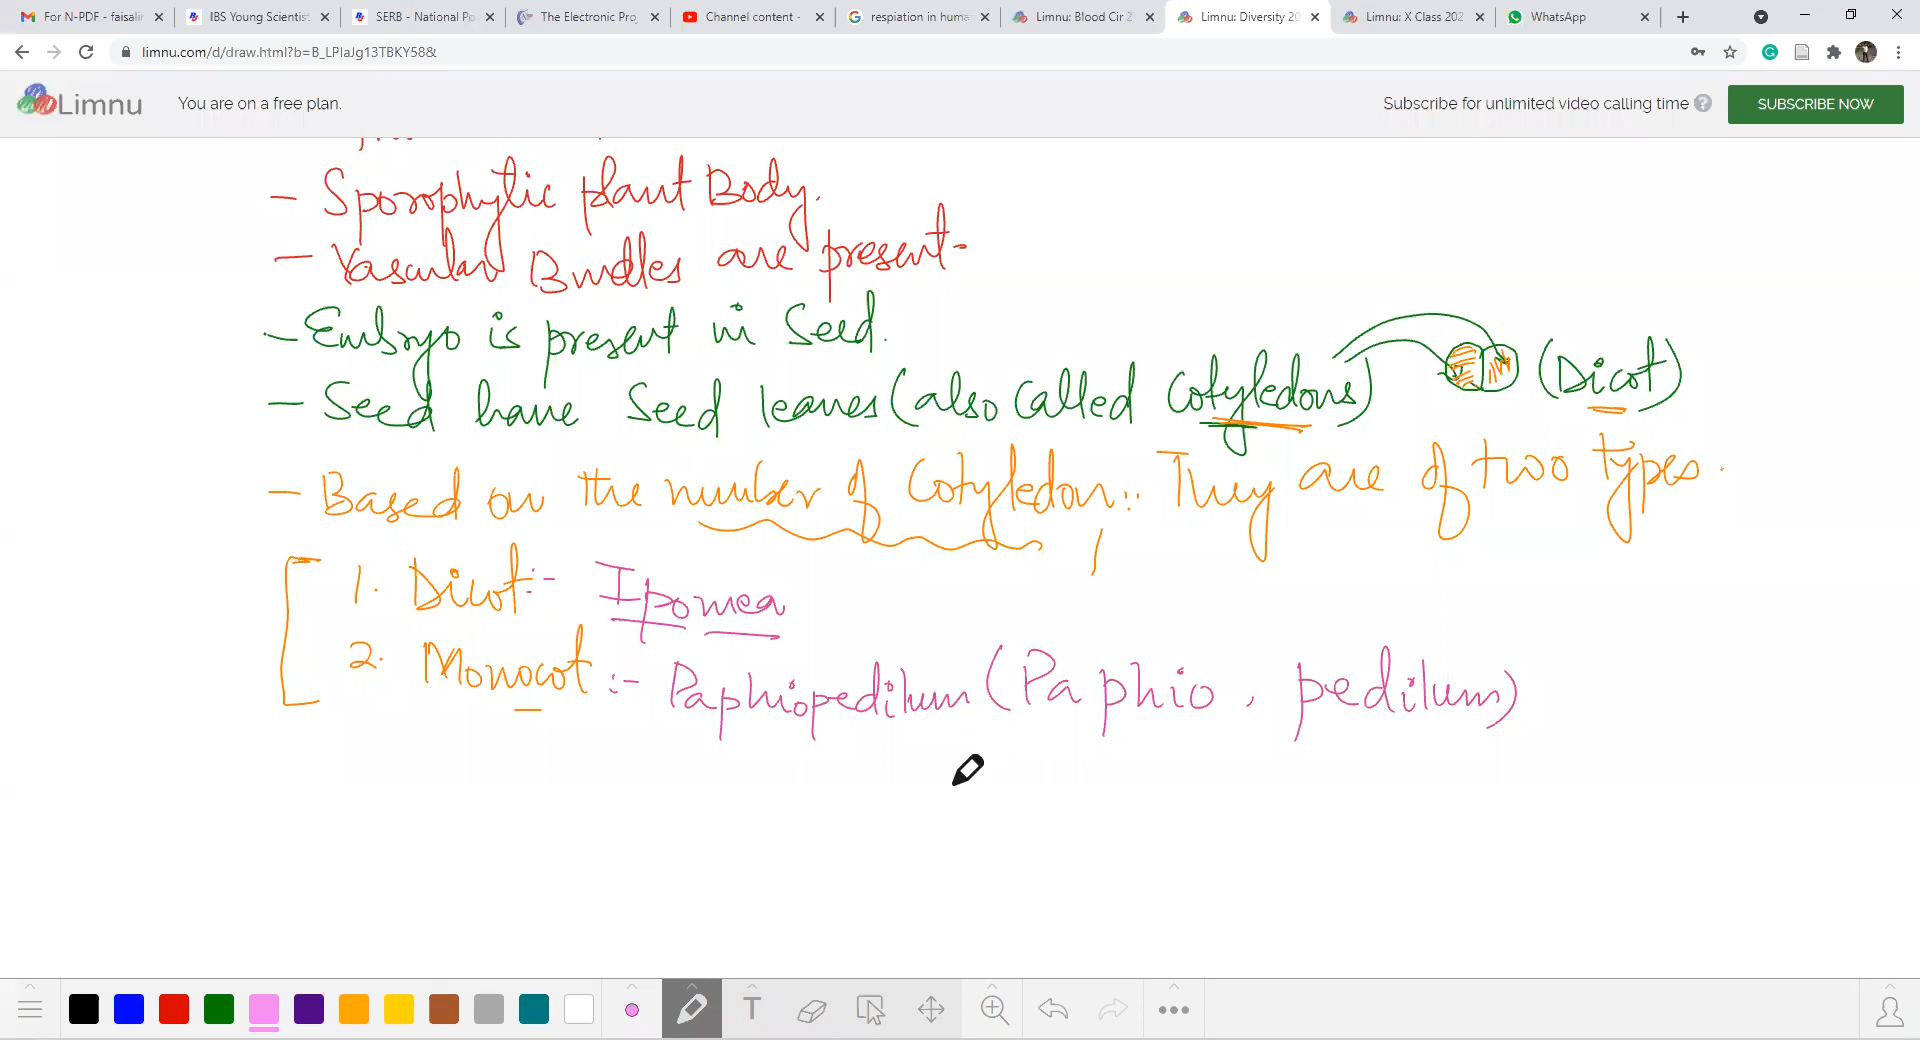 For N-PDF - faisalir
IBS Young Scientist
SERB - National Po
The Electronic Proj
Channel content -
respiation in huma
Limnu: Blood Cir 2
Limnu: Diversity 20
Limnu: X Class 202
WhatsApp
limnu.com/d/draw.html?b=B_LPlaJg13TBKY58&
Limnu
You are on a free plan.
Subscribe for unlimited video calling time ?
SUBSCRIBE NOW
- Sporophytic plant Body.
- Vascular Bundles are present-
- Embryo is present in Seed.
- Seed have Seed leaves (also called Cotyledons) (Dicot)
- Based on the number of Cotyledon:: They are of two types.
1. Dicot:- Ipomea
2. Monocot:- Paphiopedilum (Paphio, pedilum)
T